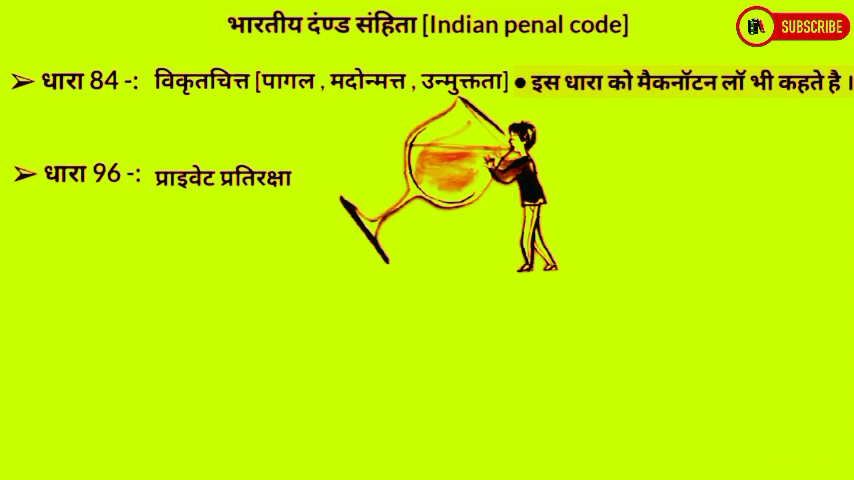 भारतीय दंण्ड संहिता [Indian penal code]
SUBSCRIBE
➢ धारा 84 -: विकृतचित्त [पागल , मदोन्मत्त , उन्मुक्तता] ● इस धारा को मैकनॉटन लॉ भी कहते है ।
➢ धारा 96 -: प्राइवेट प्रतिरक्षा